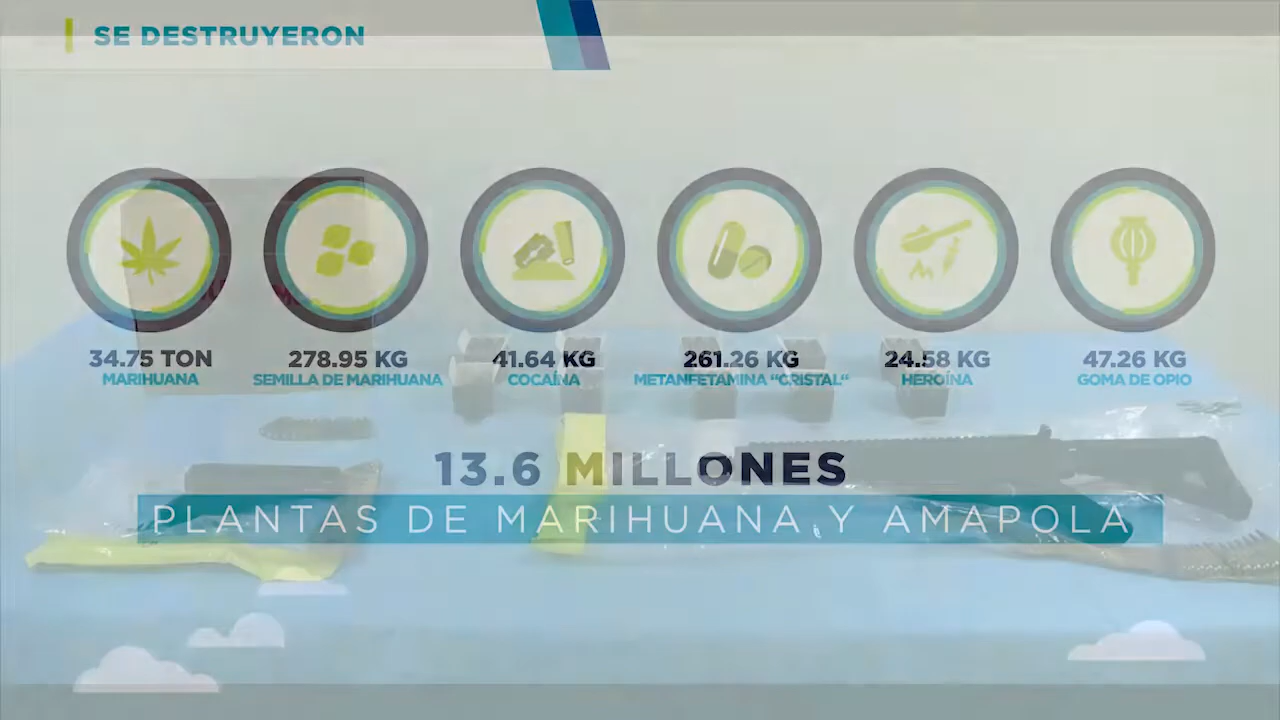 SE DESTRUYERON
34.75 TON
MARIHUANA
278.95 KG
SEMILLA DE MARIHUANA
41.64 KG
COCAÍNA
261.26 KG
METANFETAMINA "CRISTAL"
24.58 KG
HEROÍNA
47.26 KG
GOMA DE OPIO
13.6 MILLONES
PLANTAS DE MARIHUANA Y AMAPOLA